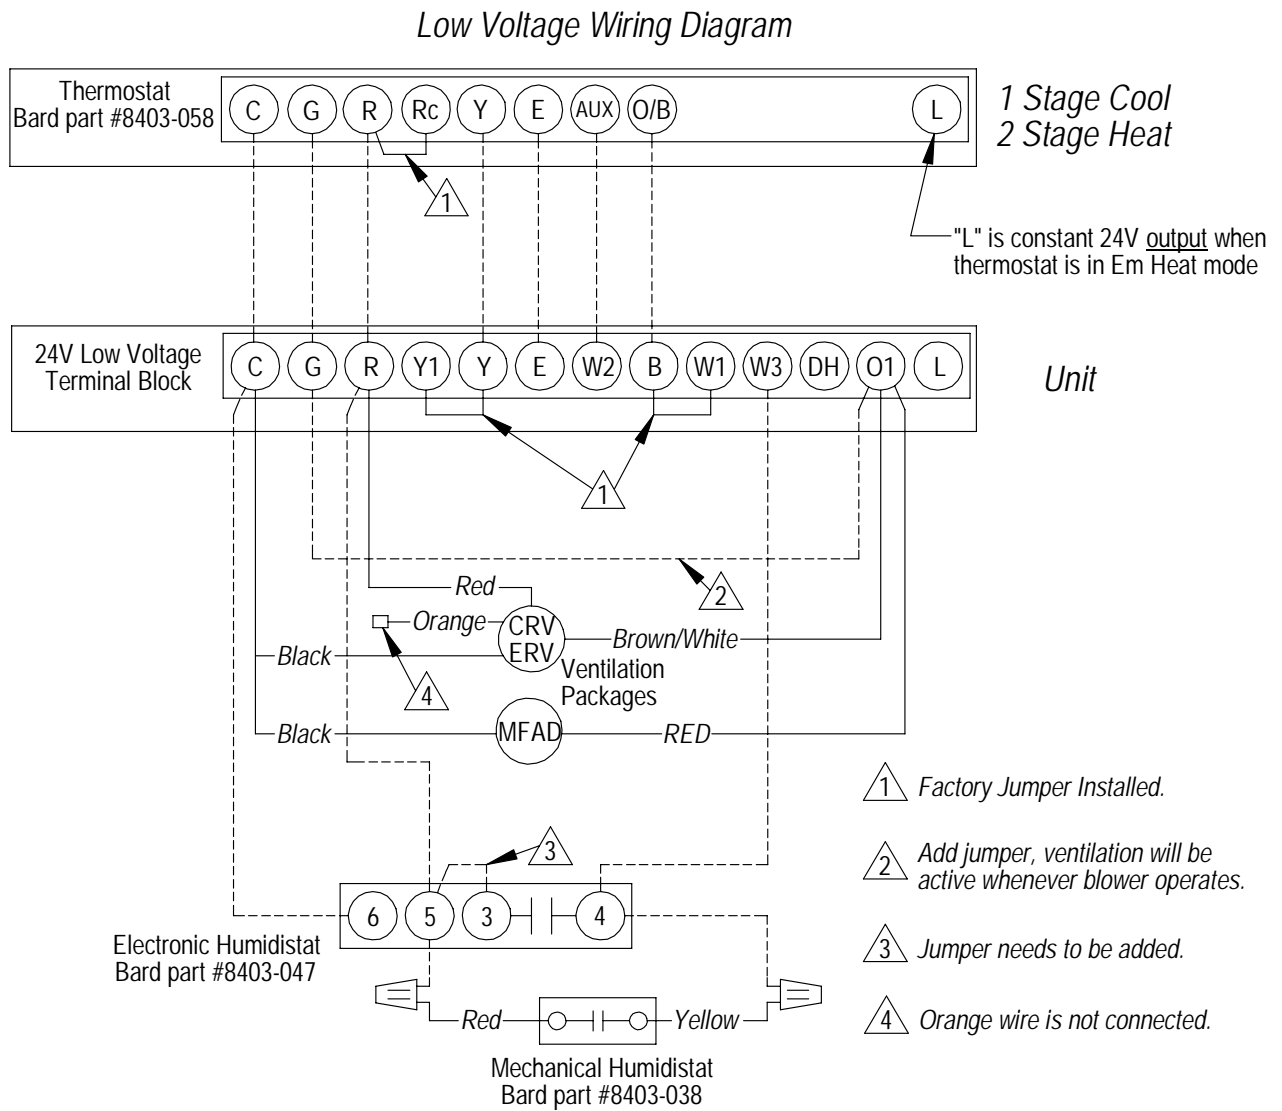 Low Voltage Wiring Diagram
Thermostat
Bard part #8403-058
C G R Rc Y E AUX O/B L
1 Stage Cool
2 Stage Heat
1
"L" is constant 24V output when
thermostat is in Em Heat mode
24V Low Voltage
Terminal Block
C G R Y1 Y E W2 B W1 W3 DH O1 L
Unit
1
2
Red
Orange
CRV
ERV
Brown/White
Black
Ventilation
Packages
4
Black
MFAD
RED
1 Factory Jumper Installed.
3
2 Add jumper, ventilation will be
active whenever blower operates.
6 5 3 4
Electronic Humidistat
Bard part #8403-047
3 Jumper needs to be added.
Red
Yellow
4 Orange wire is not connected.
Mechanical Humidistat
Bard part #8403-038